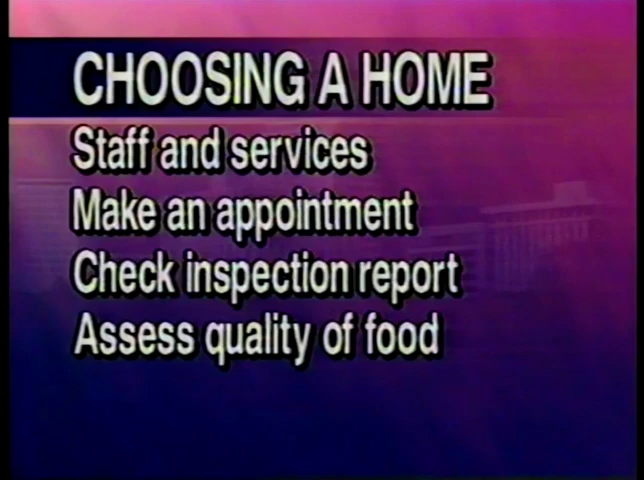 CHOOSING A HOME
Staff and services
Make an appointment
Check inspection report
Assess quality of food